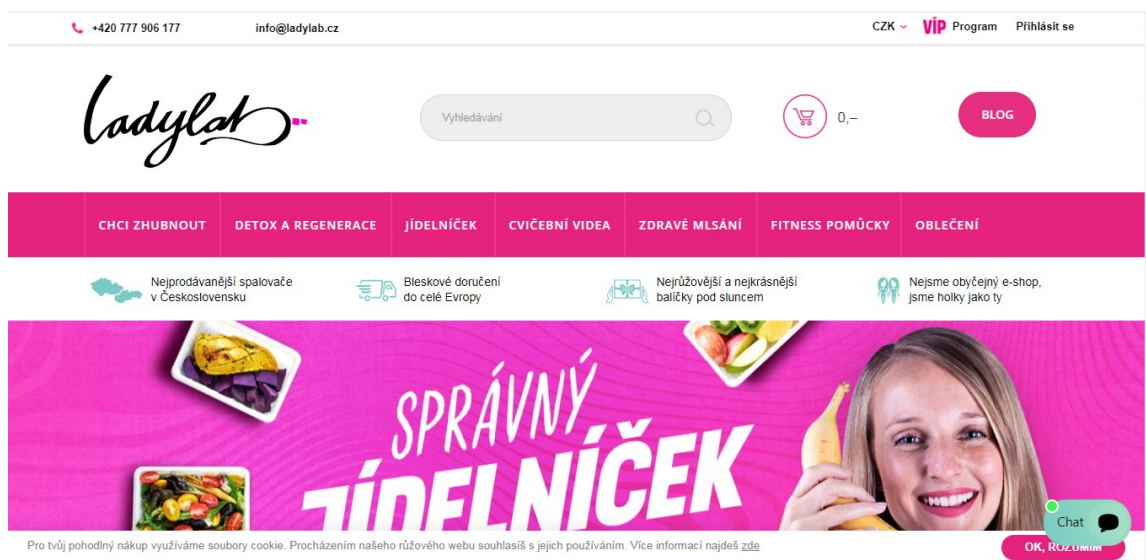 +420 777 906 177 info@ladylab.cz CZK VIP Program Přihlásit se
Ladylab
Vyhledávání
0,–
BLOG
CHCI ZHUBNOUT DETOX A REGENERACE JÍDELNÍČEK CVIČEBNÍ VIDEA ZDRAVÉ MLSÁNÍ FITNESS POMŮCKY OBLEČENÍ
Nejprodávanější spalovače
v Československu
Bleskové doručení
do celé Evropy
Nejrůžovější a nejkrásnější
balíčky pod sluncem
Nejsme obyčejný e-shop,
jsme holky jako ty
SPRÁVNÝ
JÍDELNÍČEK
Chat
Pro tvůj pohodlný nákup využíváme soubory cookie. Procházením našeho růžového webu souhlasíš s jejich používáním. Více informací najdeš zde
OK, ROZUMÍM